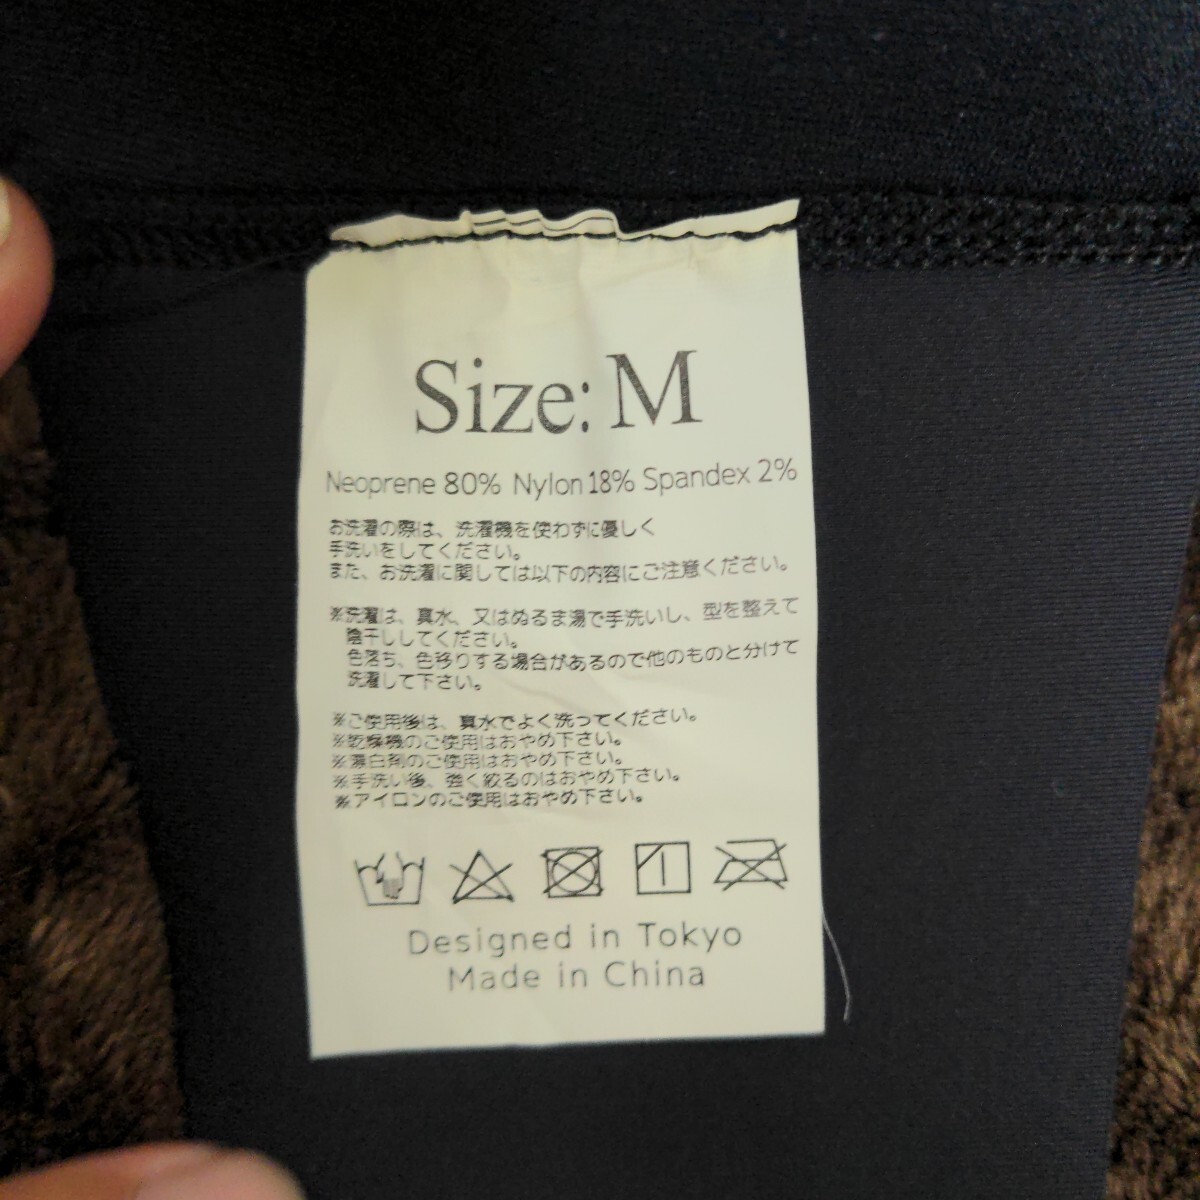 Size: M
Neoprene 80% Nylon 18% Spandex 2%
お洗濯の際は、洗濯機を使わずに優しく
手洗いをしてください。
また、お洗濯に関しては以下の内容にご注意ください。
※洗濯は、真水、又はぬるま湯で手洗いし、型を整えて
陰干ししてください。
色落ち、色移りする場合があるので他のものと分けて
洗濯して下さい。
※ご使用後は、真水でよく洗ってください。
※乾燥機のご使用はおやめ下さい。
※漂白剤のご使用はおやめ下さい。
※手洗い後、強く絞るのはおやめ下さい。
※アイロンのご使用はおやめ下さい。
Designed in Tokyo
Made in China